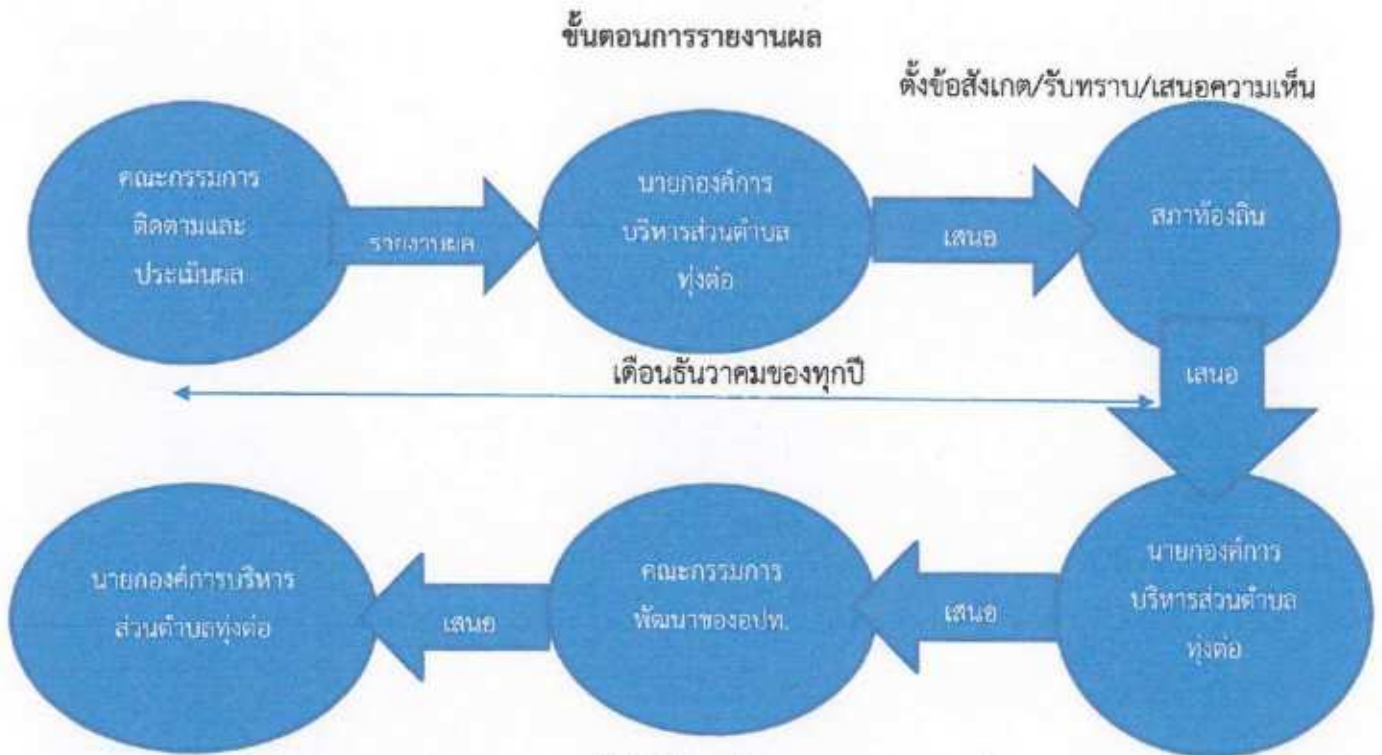 ขั้นตอนการรายงานผล
ตั้งข้อสังเกต/รับทราบ/เสนอความเห็น
คณะกรรมการ
ติดตามและ
ประเมินผล
รายงานผล
นายกองค์การ
บริหารส่วนตำบล
ทุ่งต่อ
เสนอ
สภาท้องถิ่น
เดือนธันวาคมของทุกปี
เสนอ
นายกองค์การ
บริหารส่วนตำบล
ทุ่งต่อ
เสนอ
คณะกรรมการ
พัฒนาของอปท.
เสนอ
นายกองค์การบริหาร
ส่วนตำบลทุ่งต่อ